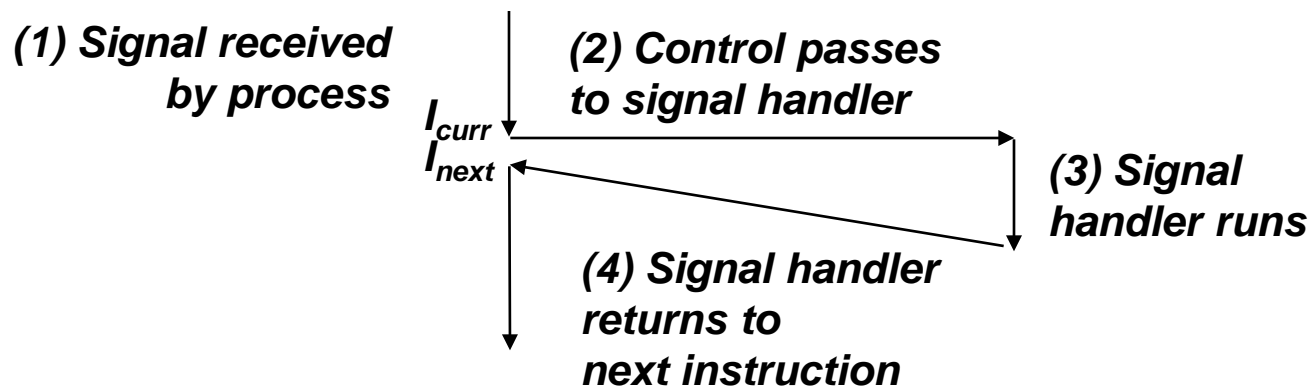 (1) Signal received
by process
(2) Control passes
to signal handler
I_curr
I_next
(3) Signal
handler runs
(4) Signal handler
returns to
next instruction